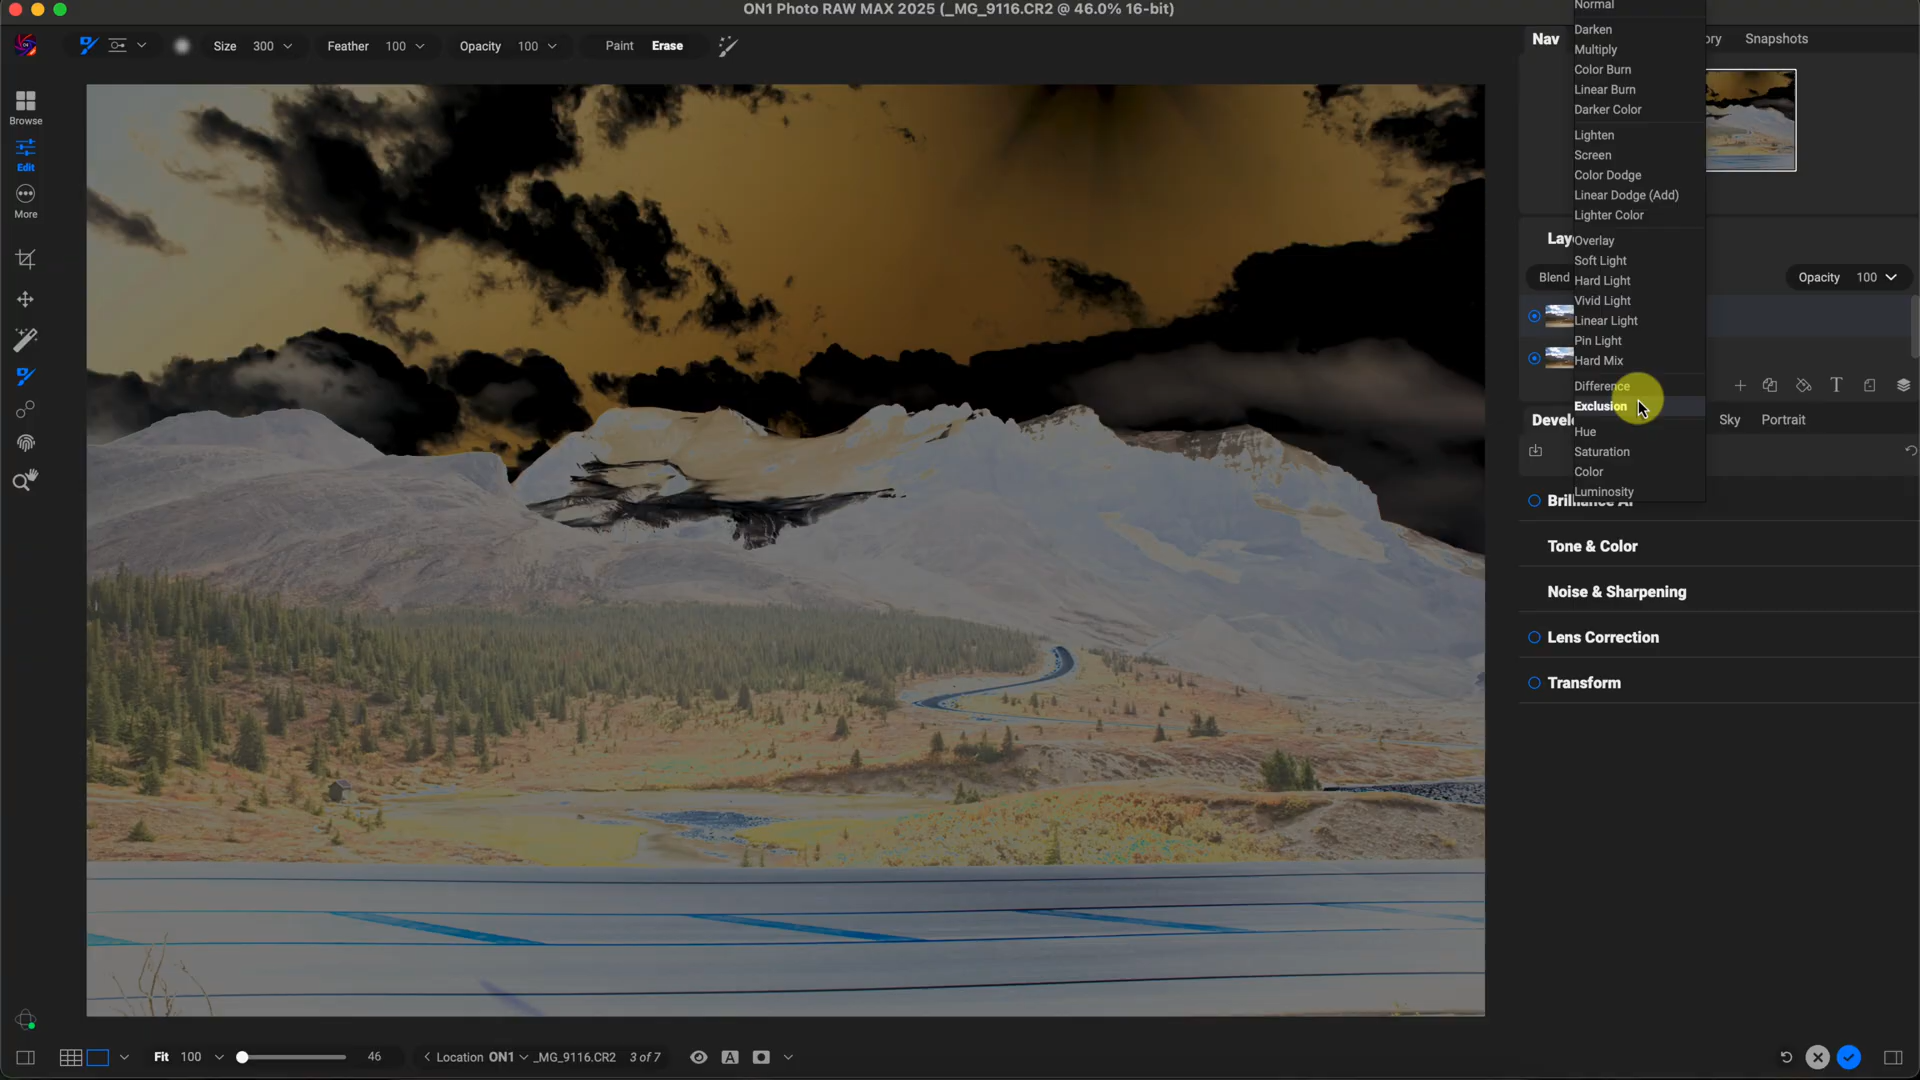 ON1 Photo RAW MAX 2025 (_MG_9116.CR2 @ 46.0% 16-bit)
Size 300 Feather 100 Opacity 100 Paint Erase
Browse
Edit
More
Nav
ory Snapshots
Normal
Darken
Multiply
Color Burn
Linear Burn
Darker Color
Lighten
Screen
Color Dodge
Linear Dodge (Add)
Lighter Color
Overlay
Soft Light
Hard Light
Vivid Light
Linear Light
Pin Light
Hard Mix
Difference
Exclusion
Hue
Saturation
Color
Luminosity
Lay
Blend
Opacity 100
Develo
Sky Portrait
Brilliance AI
Tone & Color
Noise & Sharpening
Lens Correction
Transform
Fit 100 46 Location ON1 _MG_9116.CR2 3 of 7